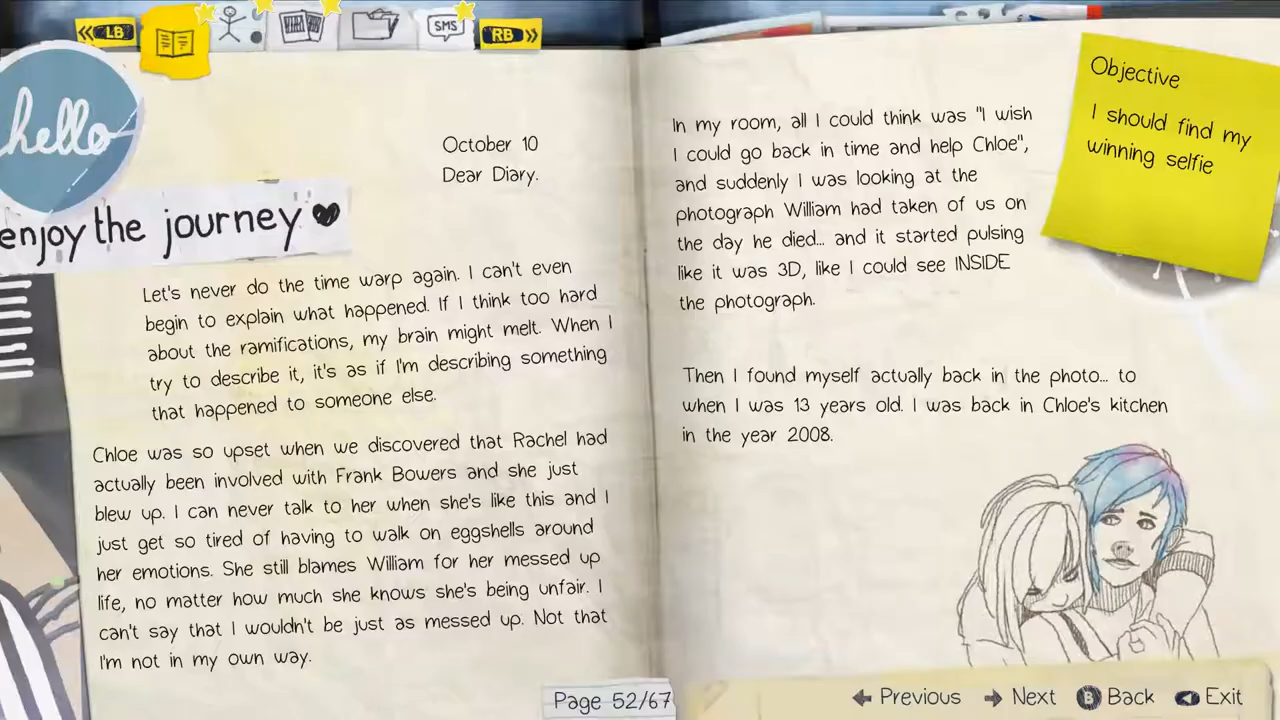 LB
SMS
RB
hello
enjoy the journey
October 10
Dear Diary.
Let's never do the time warp again. I can't even
begin to explain what happened. If I think too hard
about the ramifications, my brain might melt. When I
try to describe it, it's as if I'm describing something
that happened to someone else.
Chloe was so upset when we discovered that Rachel had
actually been involved with Frank Bowers and she just
blew up. I can never talk to her when she's like this and I
just get so tired of having to walk on eggshells around
her emotions. She still blames William for her messed up
life, no matter how much she knows she's being unfair. I
can't say that I wouldn't be just as messed up. Not that
I'm not in my own way.
In my room, all I could think was "I wish
I could go back in time and help Chloe",
and suddenly I was looking at the
photograph William had taken of us on
the day he died... and it started pulsing
like it was 3D, like I could see INSIDE
the photograph.
Then I found myself actually back in the photo... to
when I was 13 years old. I was back in Chloe's kitchen
in the year 2008.
Objective
I should find my
winning selfie
Page 52/67
Previous
Next
B Back
Exit